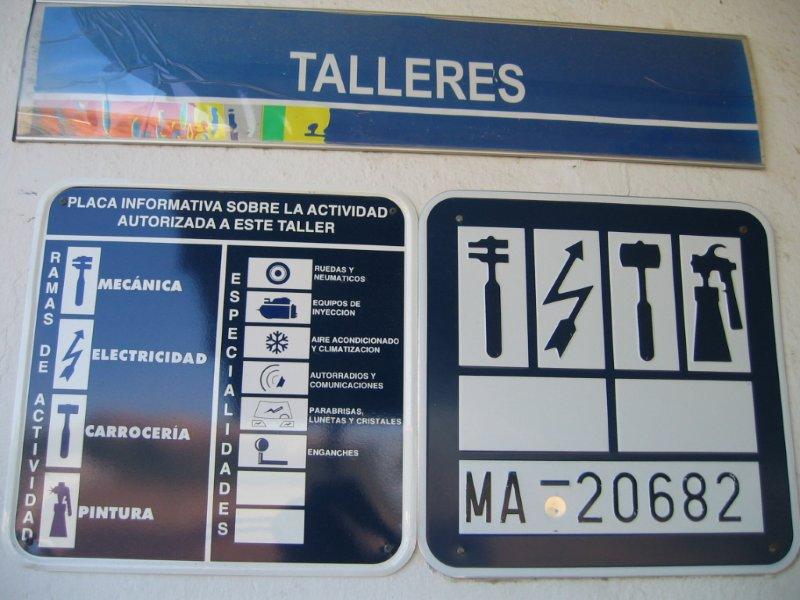 TALLERES
PLACA INFORMATIVA SOBRE LA ACTIVIDAD
AUTORIZADA A ESTE TALLER
RAMAS DE ACTIVIDAD
MECÁNICA
ELECTRICIDAD
CARROCERÍA
PINTURA
ESPECIALIDADES
RUEDAS Y
NEUMATICOS
EQUIPOS DE
INYECCION
AIRE ACONDICIONADO
Y CLIMATIZACION
AUTORRADIOS Y
COMUNICACIONES
PARABRISAS,
LUNETAS Y CRISTALES
ENGANCHES
MA-20682